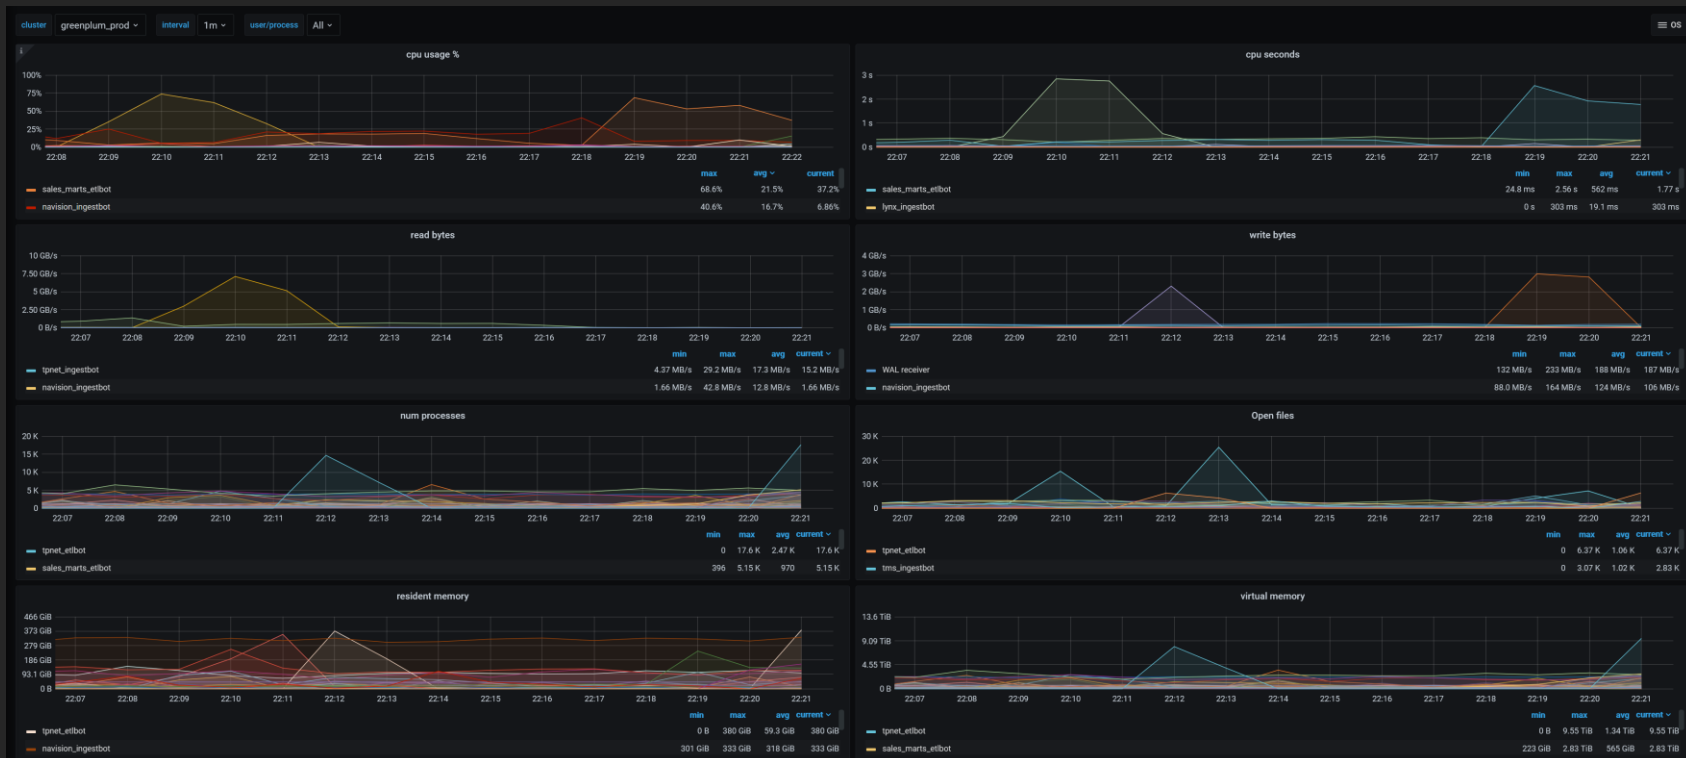 cluster greenplum_prod interval 1m user/process All OS
cpu usage %
100%
75%
50%
25%
0%
22:08 22:09 22:10 22:11 22:12 22:13 22:14 22:15 22:16 22:17 22:18 22:19 22:20 22:21 22:22
max avg current
sales_marts_etlbot 68.6% 21.5% 37.2%
navision_ingestbot 40.6% 16.7% 6.86%
cpu seconds
3 s
2 s
1 s
0 s
22:07 22:08 22:09 22:10 22:11 22:12 22:13 22:14 22:15 22:16 22:17 22:18 22:19 22:20 22:21
min max avg current
sales_marts_etlbot 24.8 ms 2.56 s 562 ms 1.77 s
lynx_ingestbot 0 s 303 ms 19.1 ms 303 ms
read bytes
10 GB/s
7.50 GB/s
5 GB/s
2.50 GB/s
0 B/s
22:07 22:08 22:09 22:10 22:11 22:12 22:13 22:14 22:15 22:16 22:17 22:18 22:19 22:20 22:21
min max avg current
tpnet_ingestbot 4.37 MB/s 29.2 MB/s 17.3 MB/s 15.2 MB/s
navision_ingestbot 1.66 MB/s 42.8 MB/s 12.8 MB/s 1.66 MB/s
write bytes
4 GB/s
3 GB/s
2 GB/s
1 GB/s
0 B/s
22:07 22:08 22:09 22:10 22:11 22:12 22:13 22:14 22:15 22:16 22:17 22:18 22:19 22:20 22:21
min max avg current
WAL receiver 132 MB/s 233 MB/s 188 MB/s 187 MB/s
navision_ingestbot 88.0 MB/s 164 MB/s 124 MB/s 106 MB/s
num processes
20 K
15 K
10 K
5 K
0
22:07 22:08 22:09 22:10 22:11 22:12 22:13 22:14 22:15 22:16 22:17 22:18 22:19 22:20 22:21
min max avg current
tpnet_etlbot 0 17.6 K 2.47 K 17.6 K
sales_marts_etlbot 396 5.15 K 970 5.15 K
Open files
30 K
20 K
10 K
0
22:07 22:08 22:09 22:10 22:11 22:12 22:13 22:14 22:15 22:16 22:17 22:18 22:19 22:20 22:21
min max avg current
tpnet_etlbot 0 6.37 K 1.06 K 6.37 K
tms_ingestbot 0 3.07 K 1.02 K 2.83 K
resident memory
466 GiB
373 GiB
279 GiB
186 GiB
93.1 GiB
0 B
22:07 22:08 22:09 22:10 22:11 22:12 22:13 22:14 22:15 22:16 22:17 22:18 22:19 22:20 22:21
min max avg current
tpnet_etlbot 0 B 380 GiB 59.3 GiB 380 GiB
navision_ingestbot 301 GiB 333 GiB 318 GiB 333 GiB
virtual memory
13.6 TiB
9.09 TiB
4.55 TiB
0 B
22:07 22:08 22:09 22:10 22:11 22:12 22:13 22:14 22:15 22:16 22:17 22:18 22:19 22:20 22:21
min max avg current
tpnet_etlbot 0 B 9.55 TiB 1.34 TiB 9.55 TiB
sales_marts_etlbot 223 GiB 2.83 TiB 565 GiB 2.83 TiB